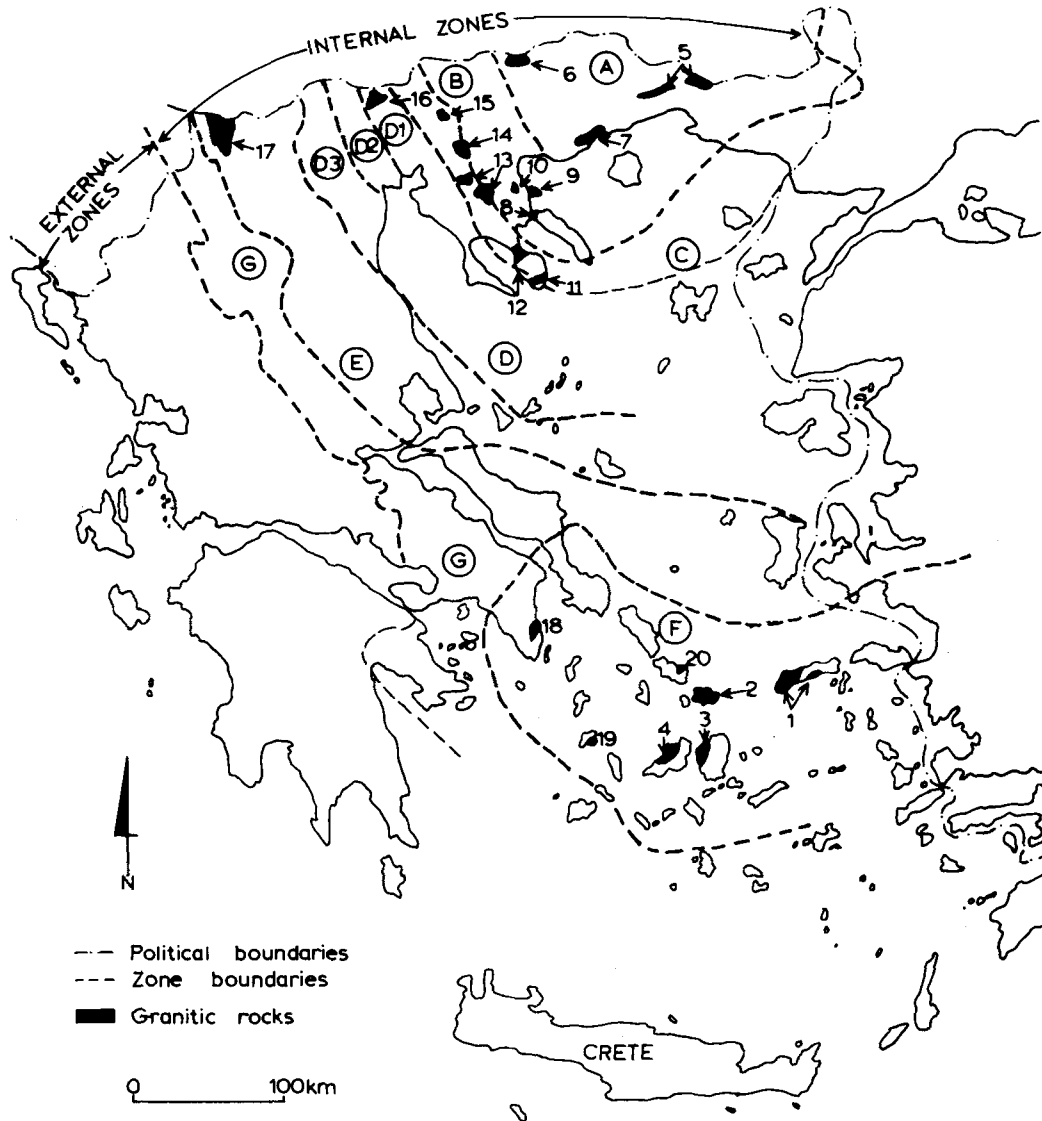 INTERNAL ZONES
EXTERNAL
ZONES
A
B
5
6
16
15
D1
D2
D3
14
7
17
13
10
9
8
G
C
12
11
E
D
G
18
F
20
2
1
19
4
3
N
Political boundaries
Zone boundaries
Granitic rocks
CRETE
0 100km